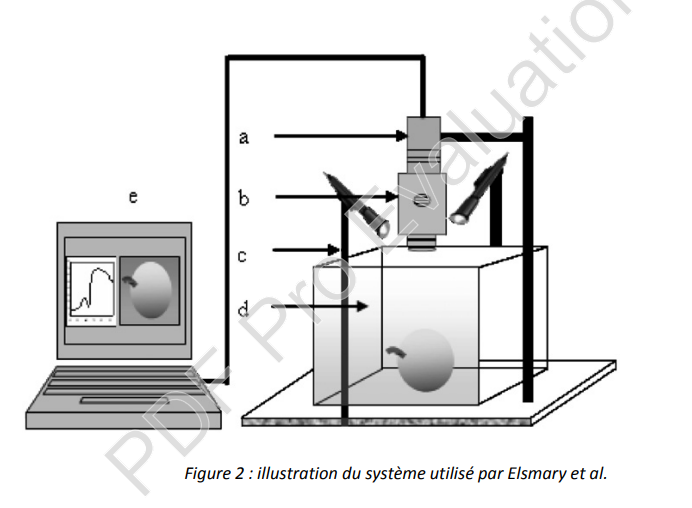 a
b
e
c
d
PDF Pro Evaluation
Figure 2 : illustration du système utilisé par Elsmary et al.